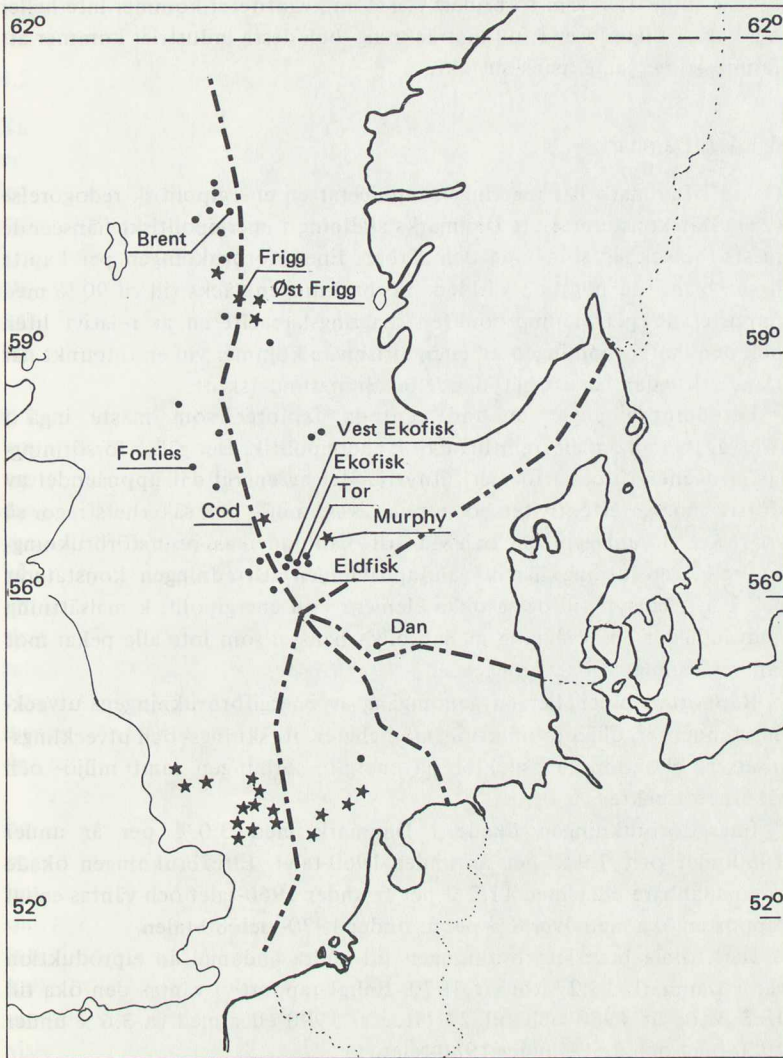 62°
62°
Brent
Frigg
Øst Frigg
59°
59°
Vest Ekofisk
Ekofisk
Forties
Tor
Cod
Murphy
Eldfisk
56°
56°
Dan
52°
52°